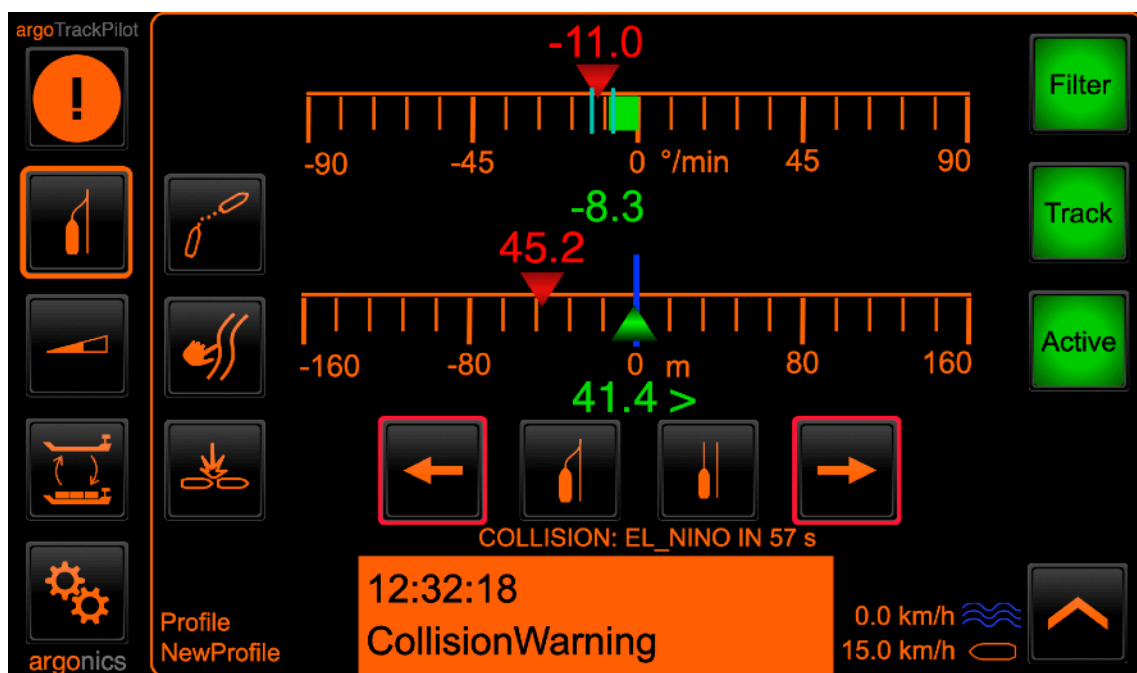 argoTrackPilot
!
-11.0
Filter
-90 -45 0 °/min 45 90
-8.3
Track
45.2
Active
-160 -80 0 m 80 160
41.4 >
COLLISION: EL_NINO IN 57 s
12:32:18
CollisionWarning
Profile
NewProfile
0.0 km/h
15.0 km/h
argonics